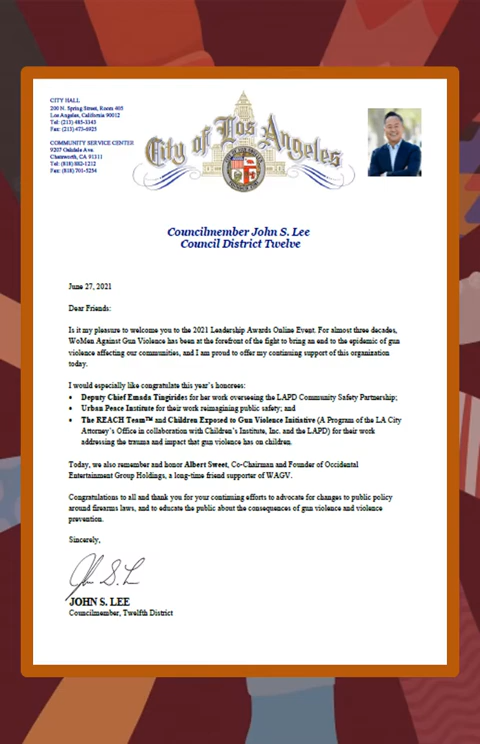 CITY HALL
200 N. Spring Street, Room 405
Los Angeles, California 90012
Tel: (213) 485-3343
Fax: (213) 473-6925
COMMUNITY SERVICE CENTER
9207 Oakdale Ave.
Chatsworth, CA 91311
Tel: (818) 882-1212
Fax: (818) 701-5254
City of Los Angeles
Councilmember John S. Lee
Council District Twelve
June 27, 2021
Dear Friends:
Is it my pleasure to welcome you to the 2021 Leadership Awards Online Event. For almost three decades,
WoMen Against Gun Violence has been at the forefront of the fight to bring an end to the epidemic of gun
violence affecting our communities, and I am proud to offer my continuing support of this organization
today.
I would especially like congratulate this year's honorees:
• Deputy Chief Emada Tingirides for her work overseeing the LAPD Community Safety Partnership;
• Urban Peace Institute for their work reimagining public safety; and
• The REACH Team™ and Children Exposed to Gun Violence Initiative (A Program of the LA City
Attorney's Office in collaboration with Children's Institute, Inc. and the LAPD) for their work
addressing the trauma and impact that gun violence has on children.
Today, we also remember and honor Albert Sweet, Co-Chairman and Founder of Occidental
Entertainment Group Holdings, a long-time friend supporter of WAGV.
Congratulations to all and thank you for your continuing efforts to advocate for changes to public policy
around firearms laws, and to educate the public about the consequences of gun violence and violence
prevention.
Sincerely,
John S. L
JOHN S. LEE
Councilmember, Twelfth District